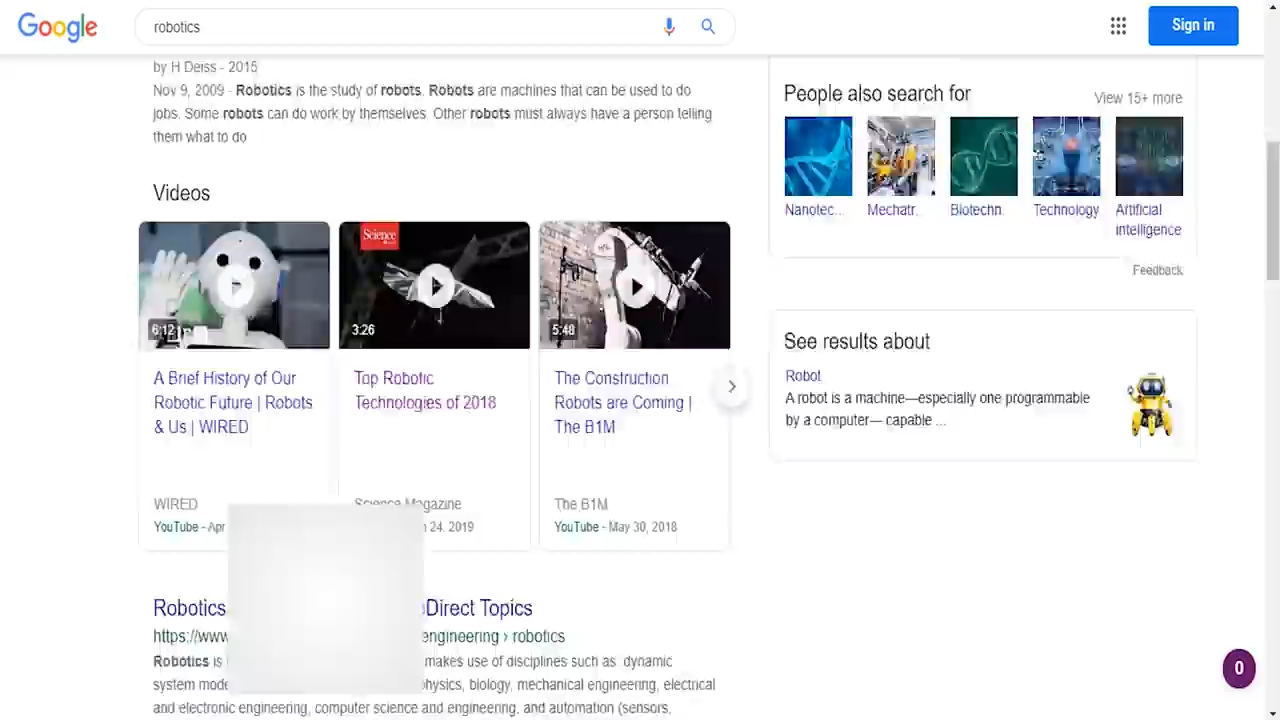 Google
robotics
Sign in
by H Deiss - 2015
Nov 9, 2009 - Robotics is the study of robots. Robots are machines that can be used to do
jobs. Some robots can do work by themselves. Other robots must always have a person telling
them what to do
Videos
6:12
Science
3:26
5:48
A Brief History of Our
Robotic Future | Robots
& Us | WIRED
Top Robotic
Technologies of 2018
The Construction
Robots are Coming |
The B1M
WIRED
YouTube - Apr
Science Magazine
24, 2019
The B1M
YouTube - May 30, 2018
Robotics
Direct Topics
https://www
engineering › robotics
Robotics is
makes use of disciplines such as dynamic
system mode
physics, biology, mechanical engineering, electrical
and electronic engineering, computer science and engineering, and automation (sensors,
People also search for
View 15+ more
Nanotec...
Mechatr...
Biotechn.
Technology
Artificial
intelligence
Feedback
See results about
Robot
A robot is a machine—especially one programmable
by a computer— capable ...
0